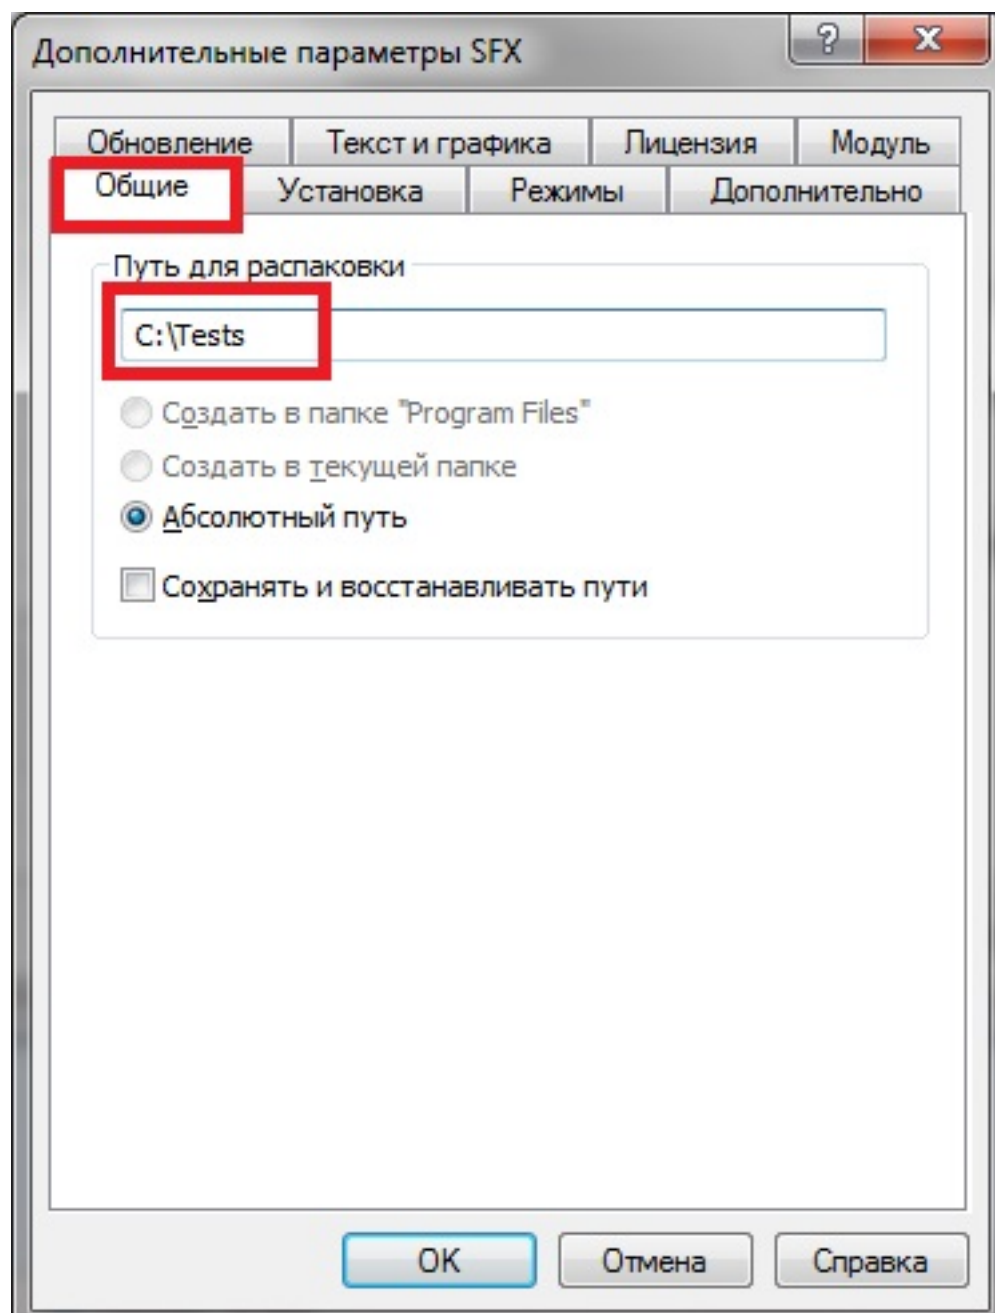 Дополнительные параметры SFX
Обновление Текст и графика Лицензия Модуль
Общие Установка Режимы Дополнительно
Путь для распаковки
C:\Tests
Создать в папке "Program Files"
Создать в текущей папке
Абсолютный путь
Сохранять и восстанавливать пути
OK Отмена Справка